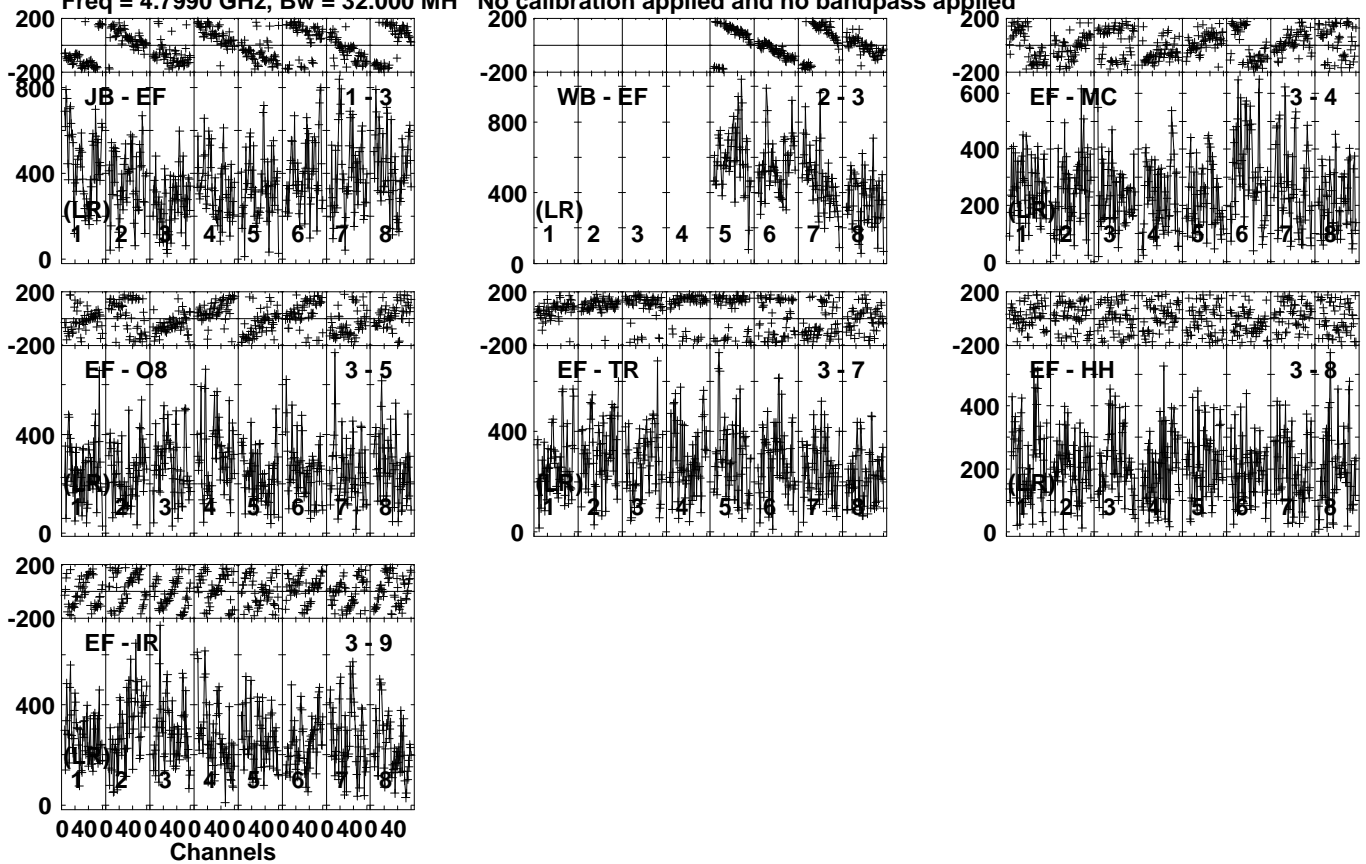 Freq = 4.7990 GHz, Bw = 32.000 MH No calibration applied and no bandpass applied
200
-200
800
400
0
JB - EF
1 - 3
(LR)
1 2 3 4 5 6 7 8
200
-200
800
400
0
WB - EF
2 - 3
(LR)
1 2 3 4 5 6 7 8
200
-200
600
400
200
0
EF - MC
3 - 4
(LR)
1 2 3 4 5 6 7 8
200
-200
400
0
EF - O8
3 - 5
(LR)
1 2 3 4 5 6 7 8
200
-200
400
0
EF - TR
3 - 7
(LR)
1 2 3 4 5 6 7 8
200
-200
400
200
0
EF - HH
3 - 8
(LR)
1 2 3 4 5 6 7 8
200
-200
400
0
EF - IR
3 - 9
(LR)
1 2 3 4 5 6 7 8
0 40 0 40 0 40 0 40 0 40 0 40 0 40 0 40
Channels